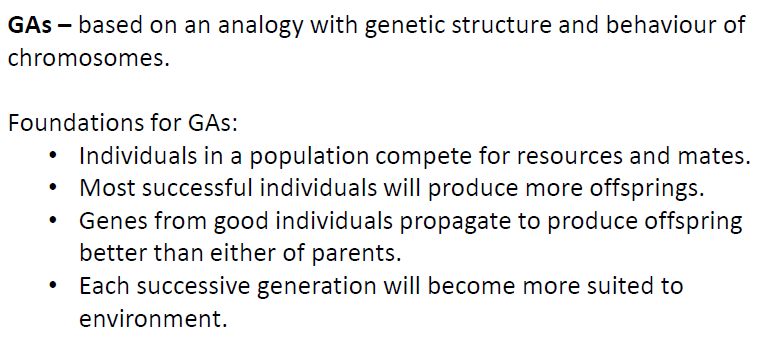 GAs – based on an analogy with genetic structure and behaviour of
chromosomes.
Foundations for GAs:
• Individuals in a population compete for resources and mates.
• Most successful individuals will produce more offsprings.
• Genes from good individuals propagate to produce offspring
better than either of parents.
• Each successive generation will become more suited to
environment.